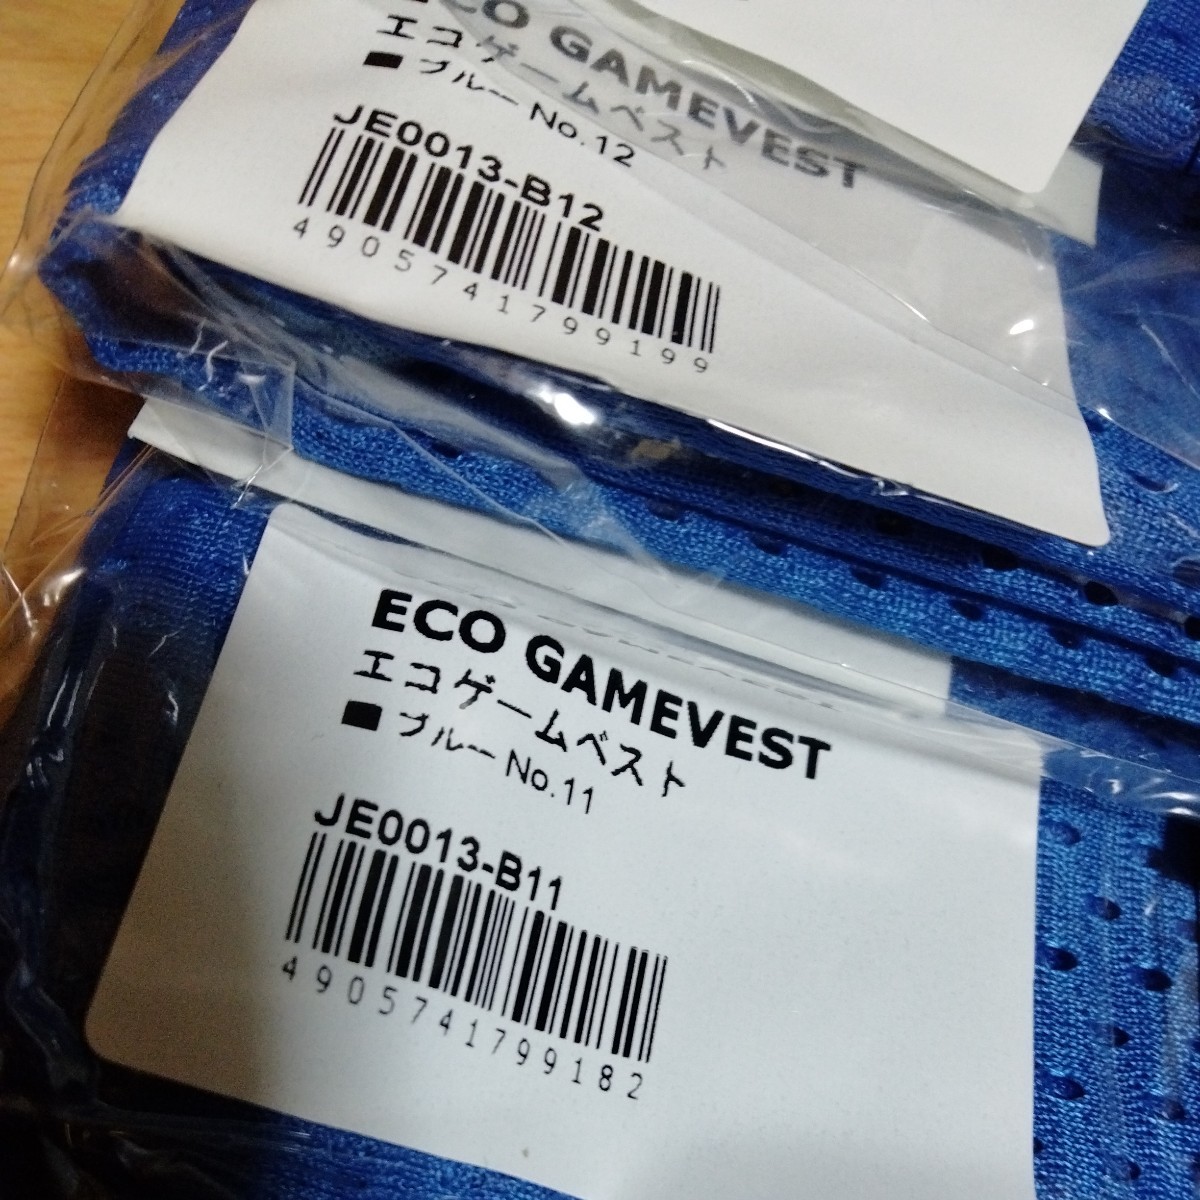 ECO GAMEVEST
エコゲームベスト
■ ブルー No.12
JE0013-B12
4905741799199
ECO GAMEVEST
エコゲームベスト
■ ブルー No.11
JE0013-B11
4905741799182